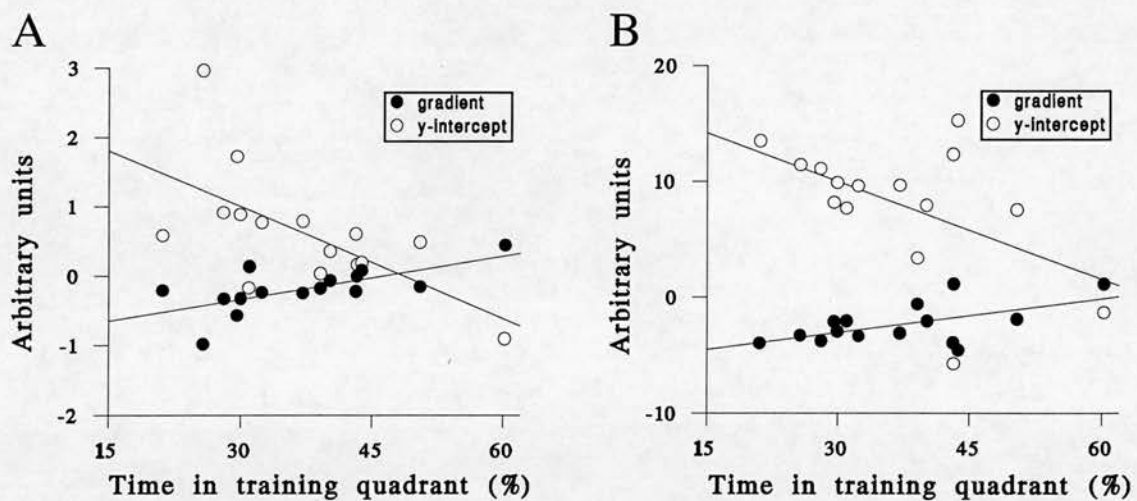 A
Arbitrary units
3
2
1
0
-1
-2
gradient
y-intercept
15 30 45 60
Time in training quadrant (%)
B
Arbitrary units
20
10
0
-10
gradient
y-intercept
15 30 45 60
Time in training quadrant (%)